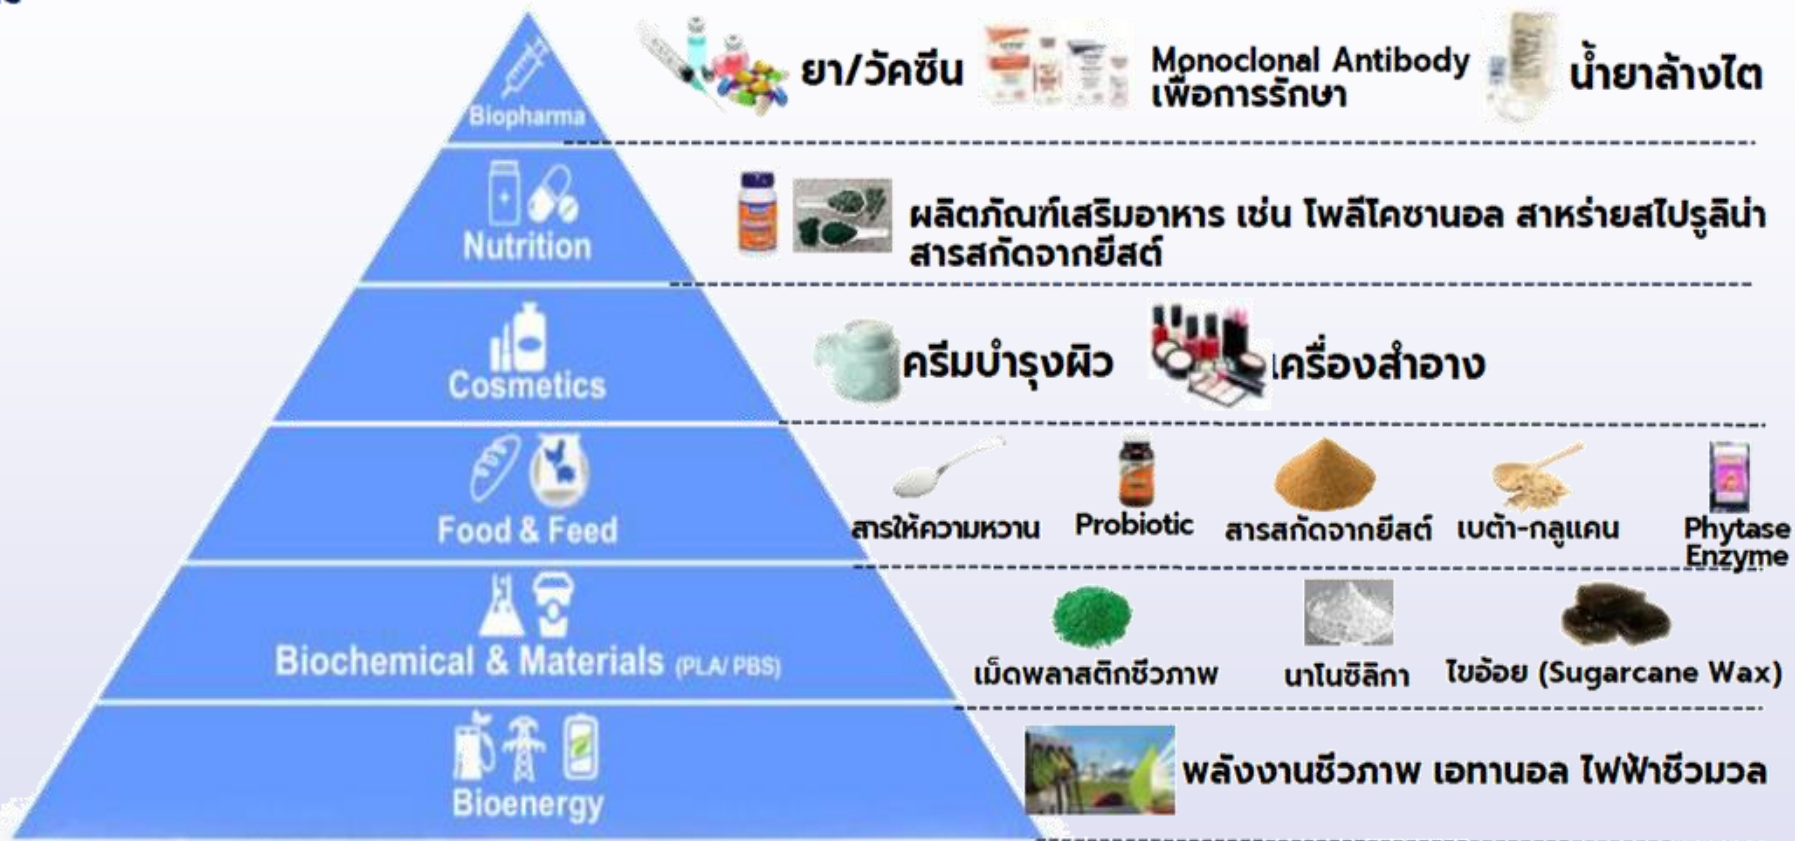 Biopharma
ยา/วัคซีน
Monoclonal Antibody
เพื่อการรักษา
น้ำยาล้างไต
Nutrition
ผลิตภัณฑ์เสริมอาหาร เช่น โพลีโคซานอล สาหร่ายสไปรูลิน่า
สารสกัดจากยีสต์
Cosmetics
ครีมบำรุงผิว
เครื่องสำอาง
Food & Feed
สารให้ความหวาน
Probiotic
สารสกัดจากยีสต์
เบต้า-กลูแคน
Phytase
Enzyme
Biochemical & Materials (PLA/ PBS)
เม็ดพลาสติกชีวภาพ
นาโนซิลิกา
ไขอ้อย (Sugarcane Wax)
Bioenergy
พลังงานชีวภาพ เอทานอล ไฟฟ้าชีวมวล